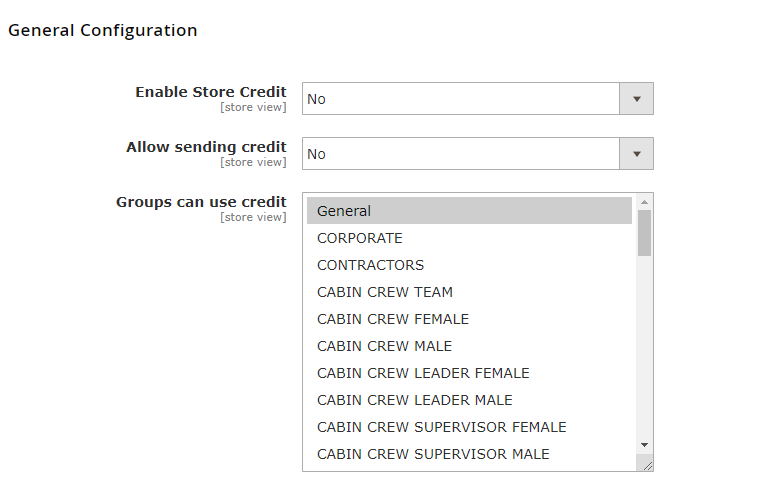 General Configuration
Enable Store Credit
[store view]
No
Allow sending credit
[store view]
No
Groups can use credit
[store view]
General
CORPORATE
CONTRACTORS
CABIN CREW TEAM
CABIN CREW FEMALE
CABIN CREW MALE
CABIN CREW LEADER FEMALE
CABIN CREW LEADER MALE
CABIN CREW SUPERVISOR FEMALE
CABIN CREW SUPERVISOR MALE